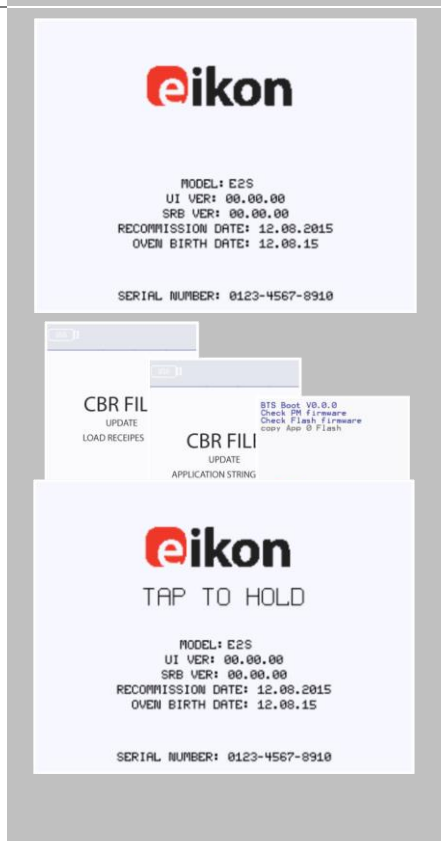 eikon
MODEL: E2S
UI VER: 00.00.00
SRB VER: 00.00.00
RECOMMISSION DATE: 12.08.2015
OVEN BIRTH DATE: 12.08.15
SERIAL NUMBER: 0123-4567-8910
CBR FIL
UPDATE
LOAD RECEIPES
CBR FILI
UPDATE
APPLICATION STRING
BTS Boot V0.0.0
Check PM firmware
Check Flash firmware
copy App 0 Flash
eikon
TAP TO HOLD
MODEL: E2S
UI VER: 00.00.00
SRB VER: 00.00.00
RECOMMISSION DATE: 12.08.2015
OVEN BIRTH DATE: 12.08.15
SERIAL NUMBER: 0123-4567-8910